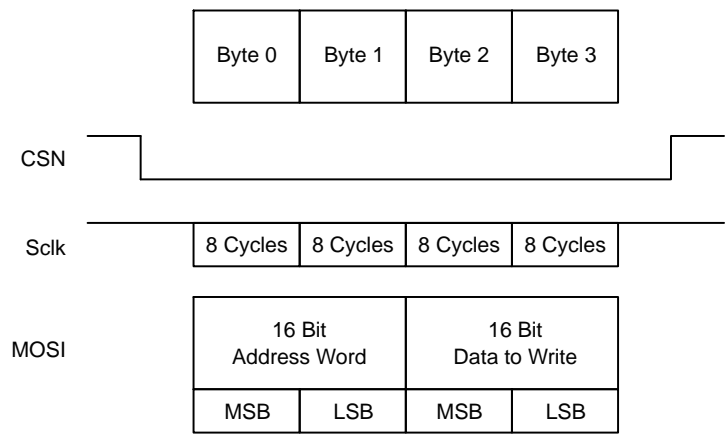 Byte 0 Byte 1 Byte 2 Byte 3
CSN
Sclk 8 Cycles 8 Cycles 8 Cycles 8 Cycles
MOSI
16 Bit
Address Word
16 Bit
Data to Write
MSB LSB MSB LSB